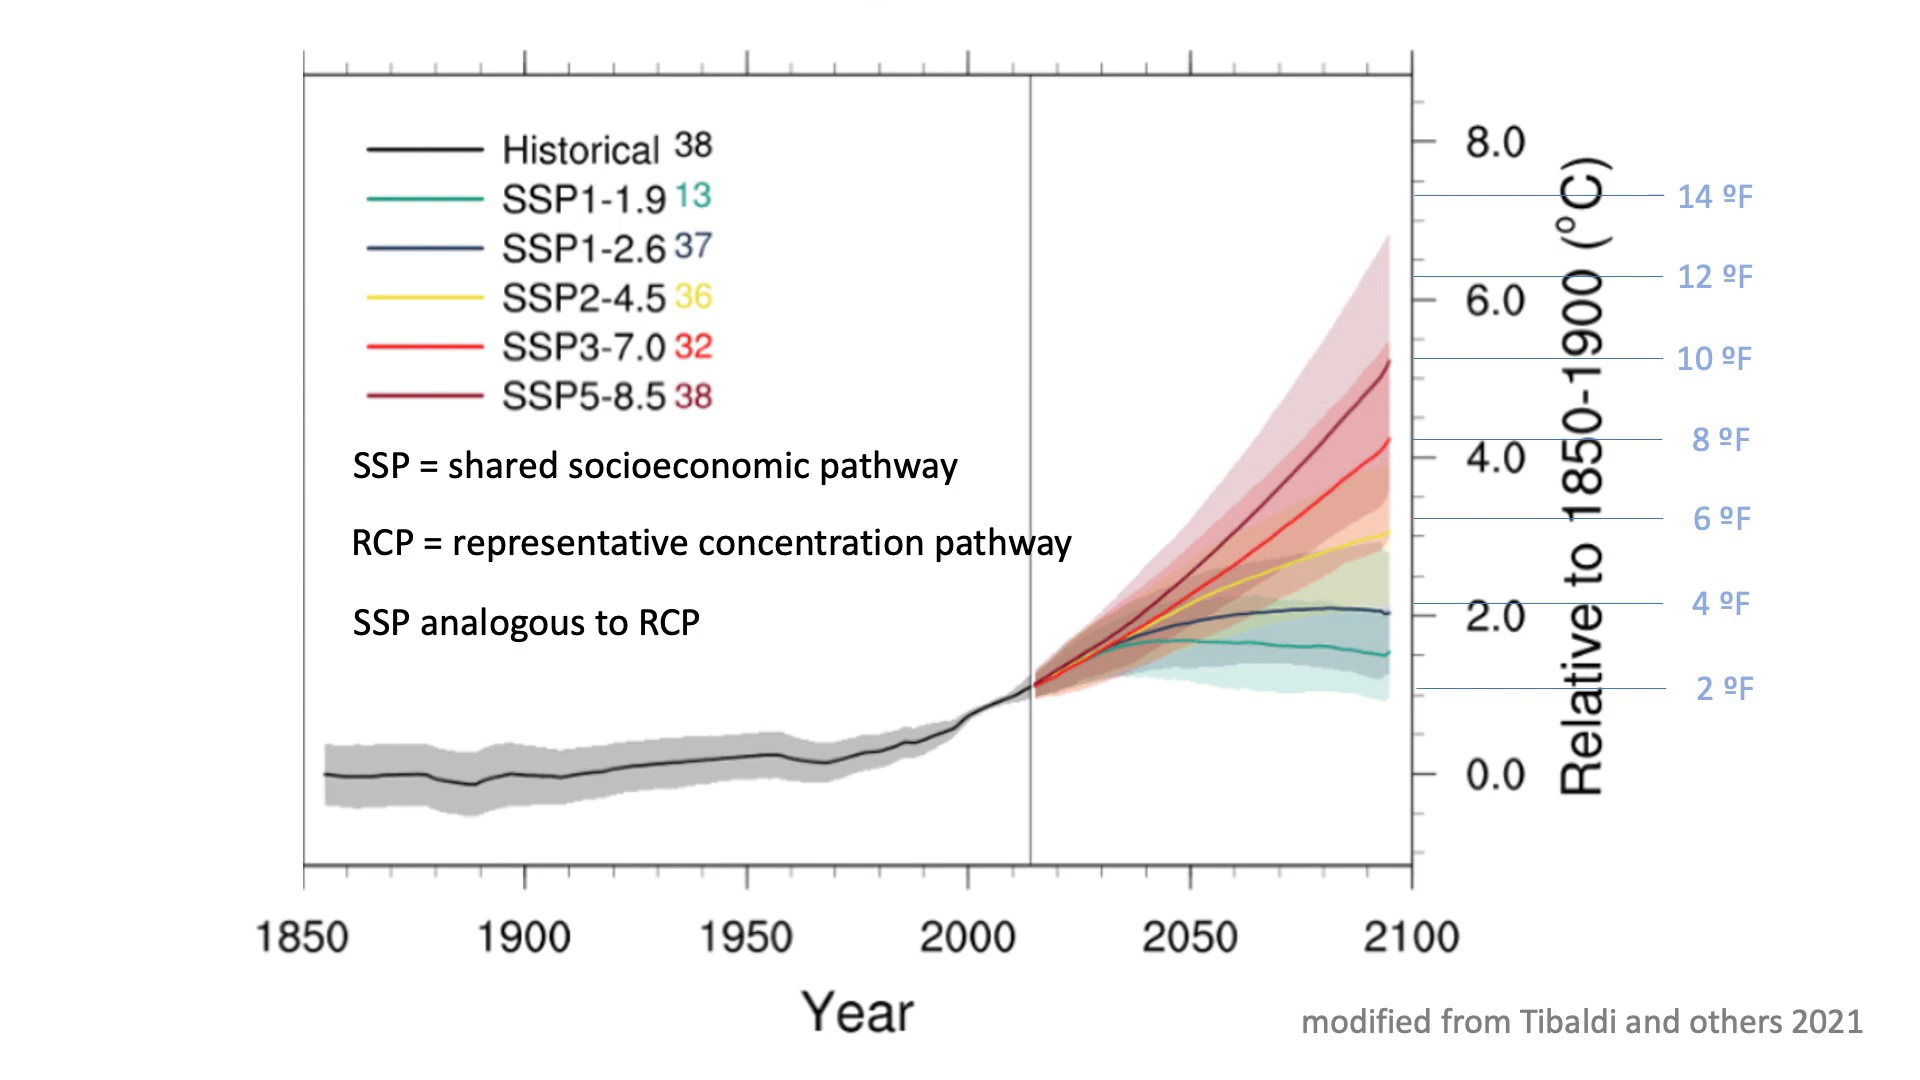 Historical 38
SSP1-1.9 13
SSP1-2.6 37
SSP2-4.5 36
SSP3-7.0 32
SSP5-8.5 38
SSP = shared socioeconomic pathway
RCP = representative concentration pathway
SSP analogous to RCP
8.0
6.0
4.0
2.0
0.0
Relative to 1850-1900 (°C)
14 ºF
12 ºF
10 ºF
8 ºF
6 ºF
4 ºF
2 ºF
1850 1900 1950 2000 2050 2100
Year
modified from Tibaldi and others 2021